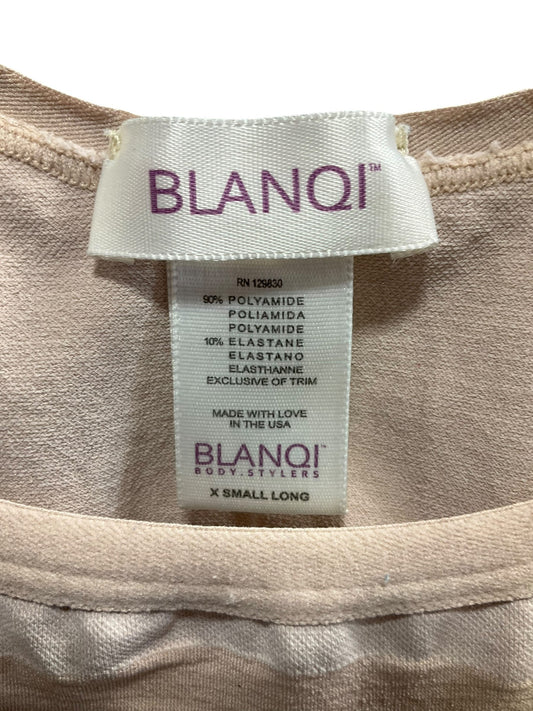 BLANQI™
RN 129830
90% POLYAMIDE
POLIAMIDA
POLYAMIDE
10% ELASTANE
ELASTANO
ELASTHANNE
EXCLUSIVE OF TRIM
MADE WITH LOVE
IN THE USA
BLANQI
BODY.STYLERS
X SMALL LONG